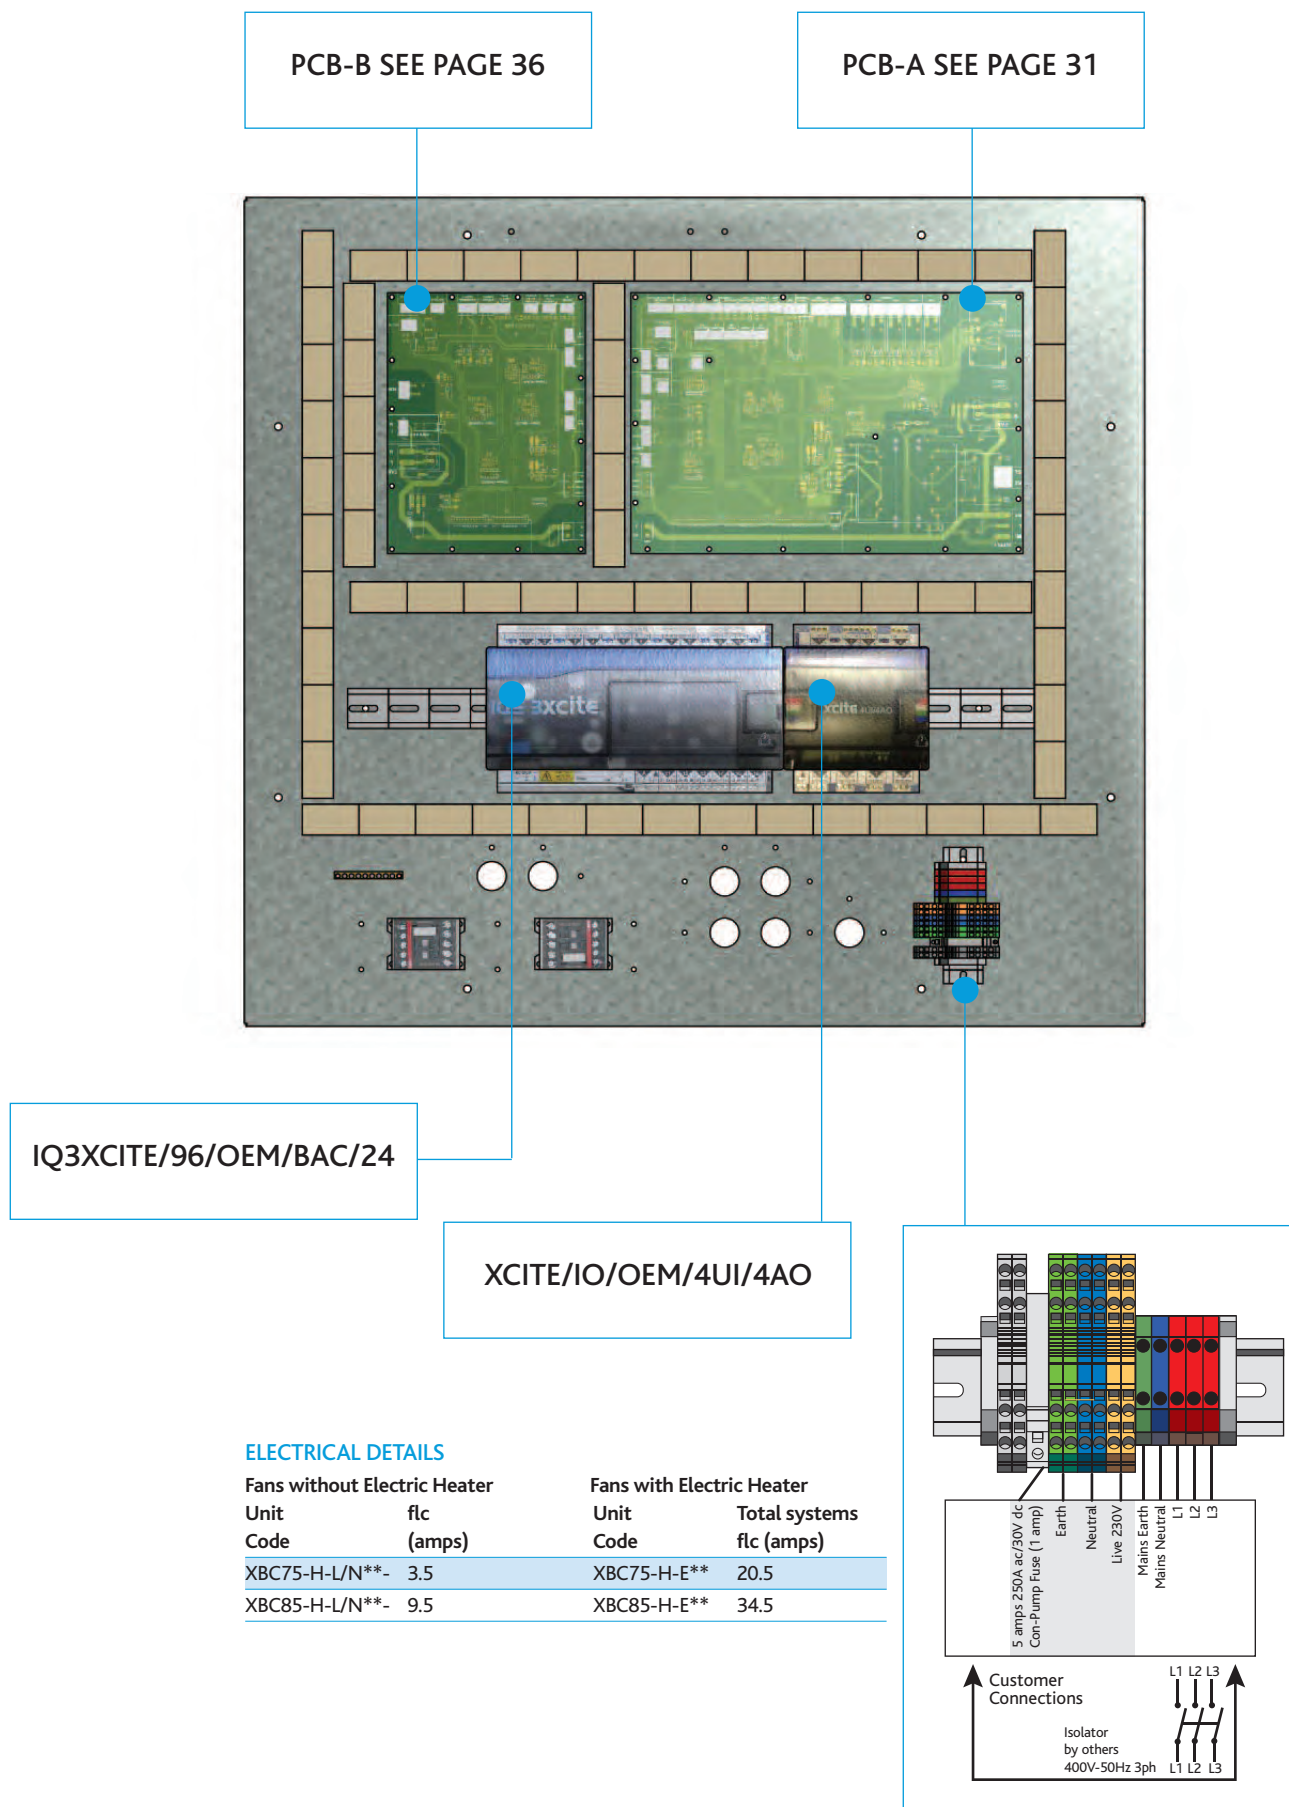 PCB-B SEE PAGE 36
PCB-A SEE PAGE 31
3xcite
xcite 4UI/4AO
IQ3XCITE/96/OEM/BAC/24
XCITE/IO/OEM/4UI/4AO
ELECTRICAL DETAILS
Fans without Electric Heater
Unit flc
Code (amps)
XBC75-H-L/N**- 3.5
XBC85-H-L/N**- 9.5
Fans with Electric Heater
Unit Total systems
Code flc (amps)
XBC75-H-E** 20.5
XBC85-H-E** 34.5
5 amps 250A ac/30V dc
Con-Pump Fuse (1 amp)
Earth
Neutral
Live 230V
Mains Earth
Mains Neutral
L1
L2
L3
Customer
Connections
L1 L2 L3
Isolator
by others
400V-50Hz 3ph
L1 L2 L3